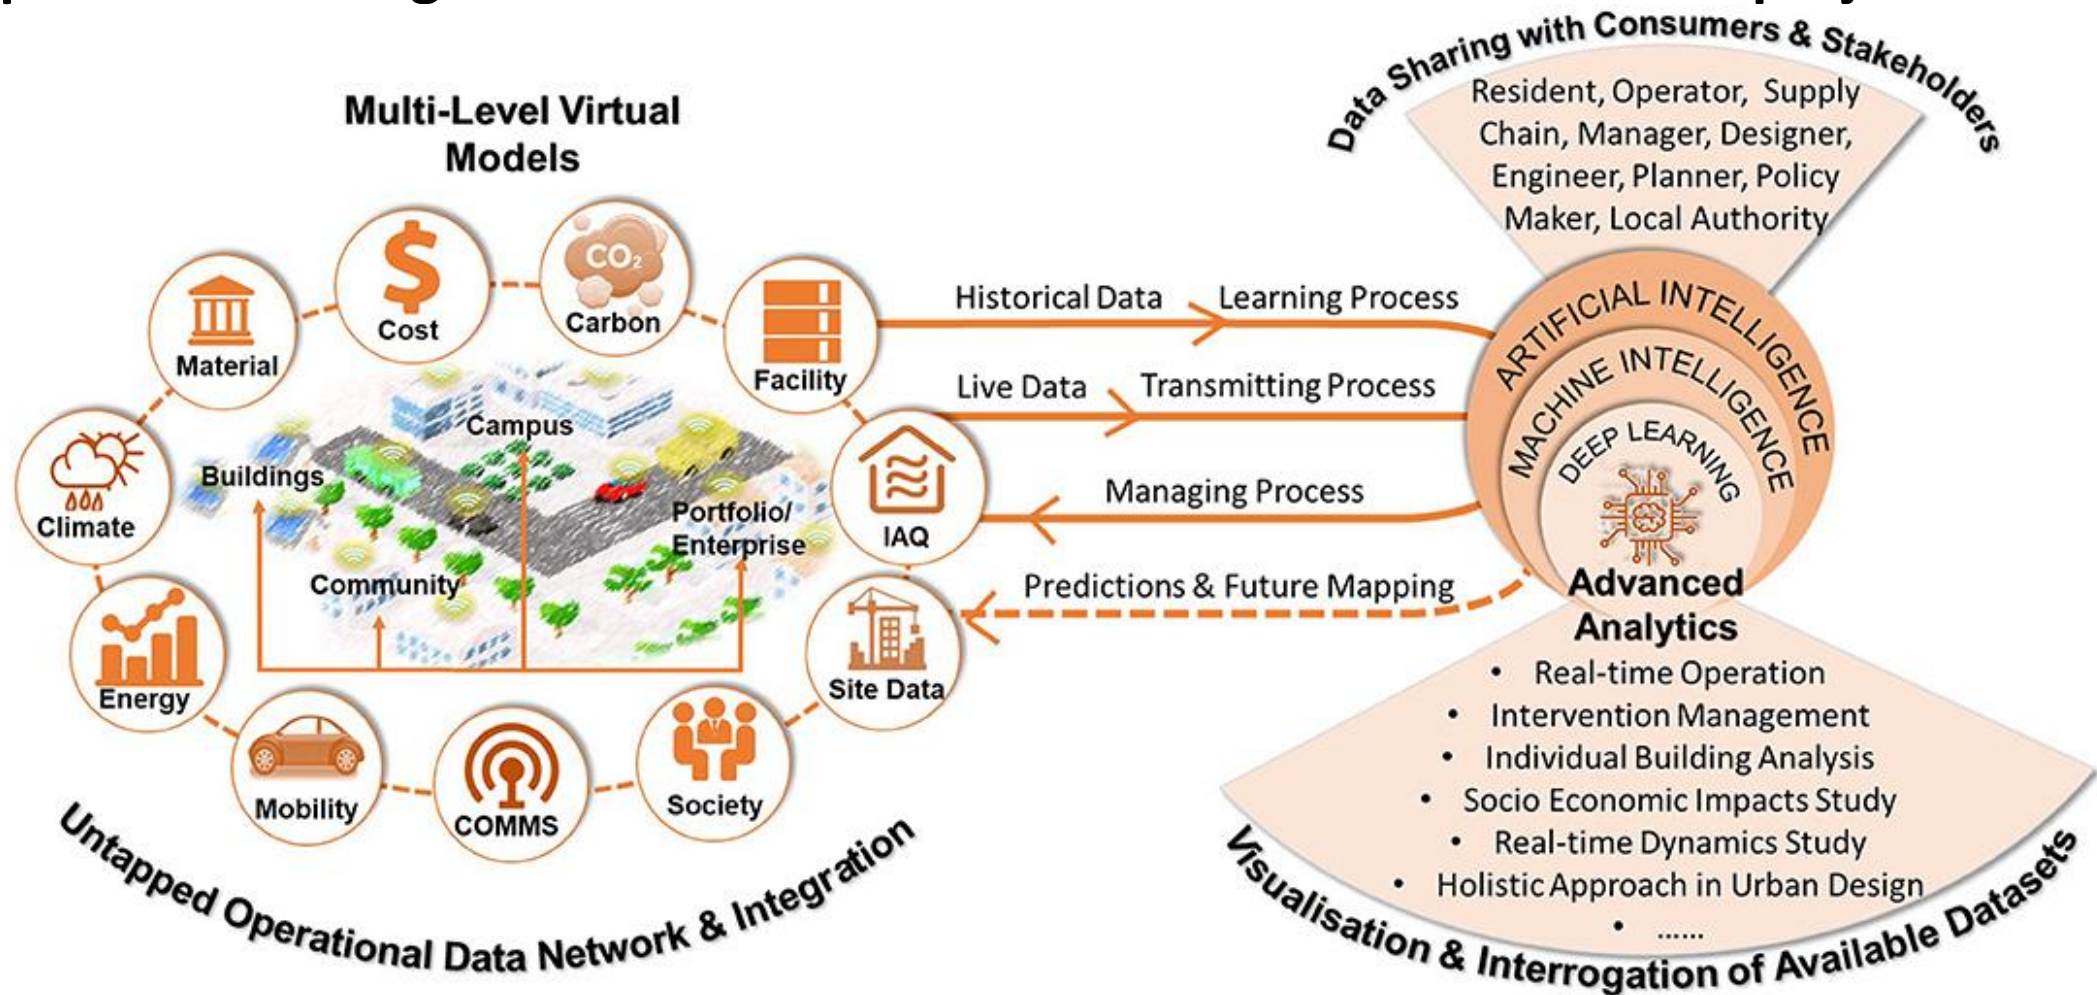 Multi-Level Virtual
Models
Material
Cost
CO₂
Carbon
Facility
Climate
IAQ
Energy
Site Data
Mobility
COMMS
Society
Campus
Buildings
Portfolio/
Enterprise
Community
Untapped Operational Data Network & Integration
Historical Data
Learning Process
Live Data
Transmitting Process
Managing Process
Predictions & Future Mapping
Data Sharing with Consumers & Stakeholders
Resident, Operator, Supply
Chain, Manager, Designer,
Engineer, Planner, Policy
Maker, Local Authority
ARTIFICIAL INTELLIGENCE
MACHINE INTELLIGENCE
DEEP LEARNING
Advanced
Analytics
• Real-time Operation
• Intervention Management
• Individual Building Analysis
• Socio Economic Impacts Study
• Real-time Dynamics Study
• Holistic Approach in Urban Design
• ......
Visualisation & Interrogation of Available Datasets